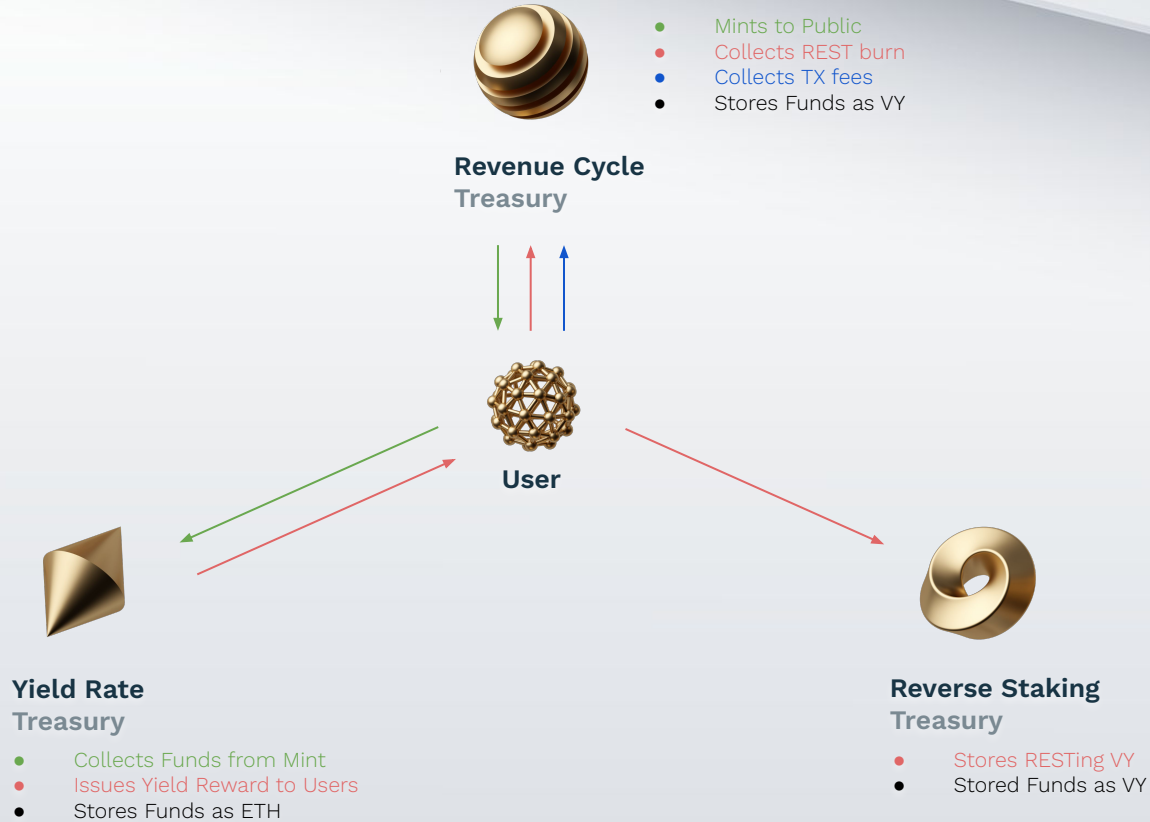 ● Mints to Public
● Collects REST burn
● Collects TX fees
● Stores Funds as VY
Revenue Cycle
Treasury
User
Yield Rate
Treasury
● Collects Funds from Mint
● Issues Yield Reward to Users
● Stores Funds as ETH
Reverse Staking
Treasury
● Stores RESTing VY
● Stored Funds as VY